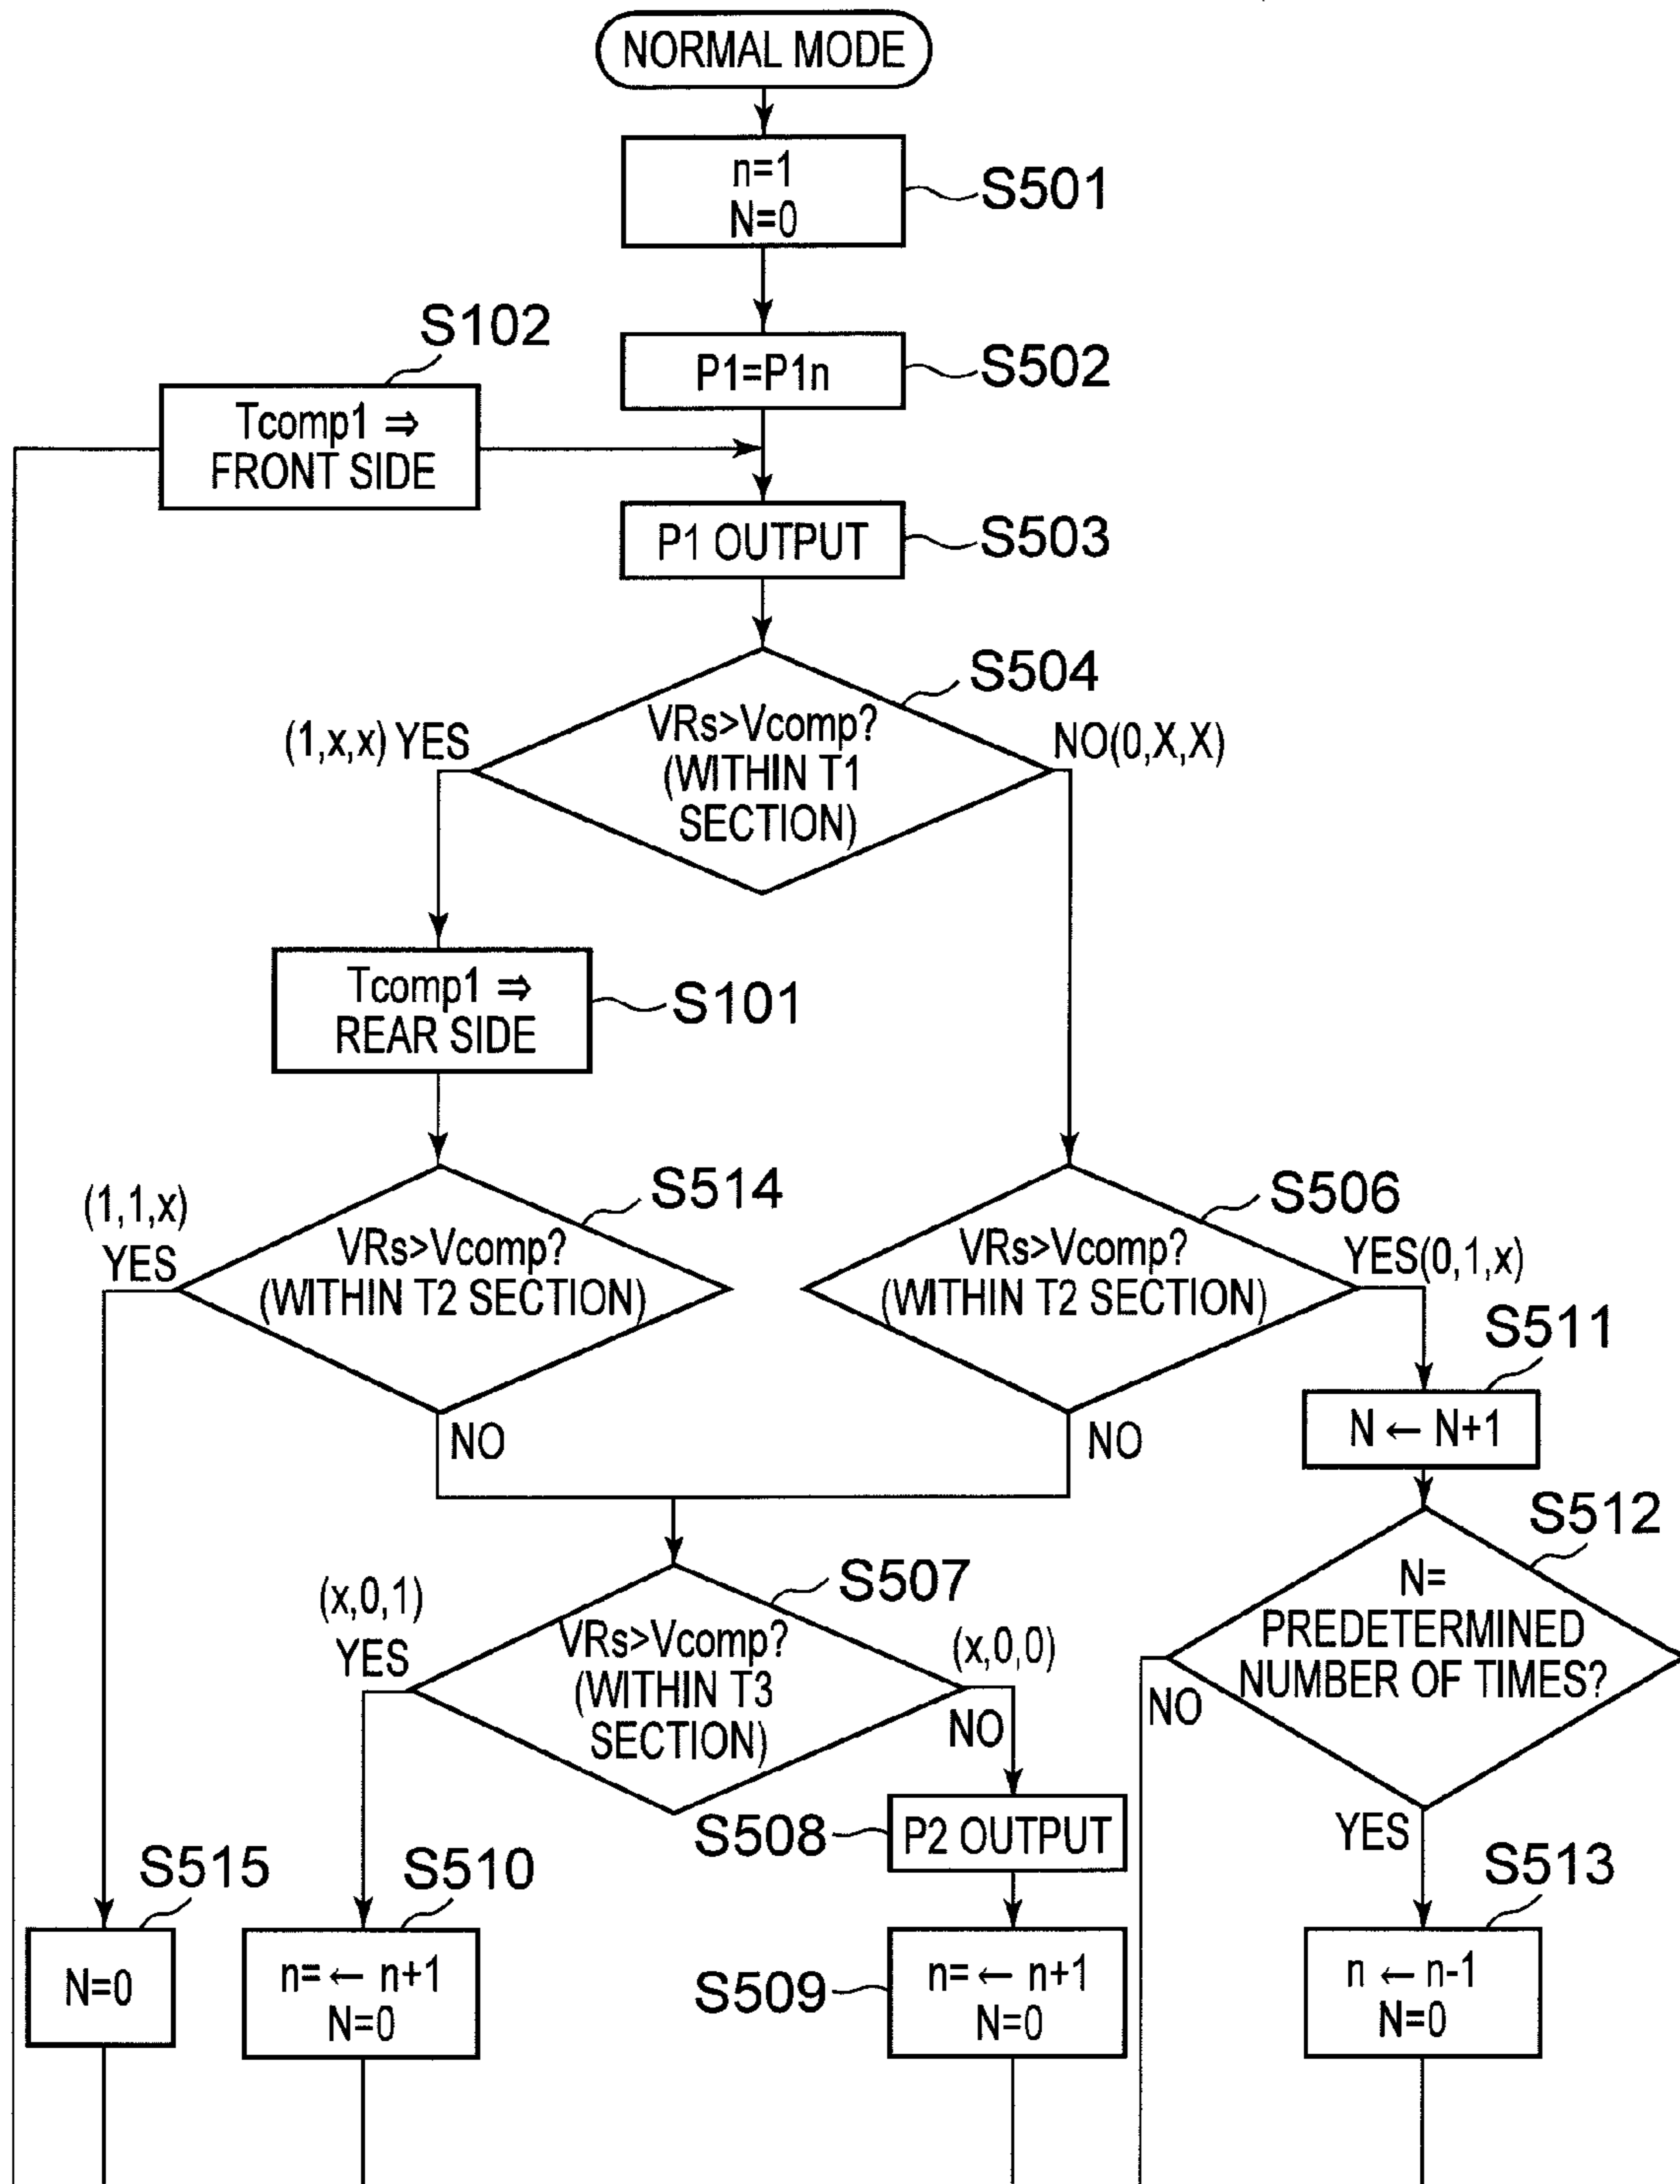 NORMAL MODE
n=1
N=0
S501
S102
P1=P1n
S502
Tcomp1 ⇒
FRONT SIDE
P1 OUTPUT
S503
S504
(1,x,x) YES
VRs>Vcomp?
(WITHIN T1
SECTION)
NO(0,X,X)
Tcomp1 ⇒
REAR SIDE
S101
(1,1,x)
YES
S514
VRs>Vcomp?
(WITHIN T2 SECTION)
NO
S506
VRs>Vcomp?
(WITHIN T2 SECTION)
YES(0,1,x)
NO
S511
N ← N+1
S512
N=
PREDETERMINED
NUMBER OF TIMES?
NO
YES
S507
(x,0,1)
YES
VRs>Vcomp?
(WITHIN T3
SECTION)
(x,0,0)
NO
S508
P2 OUTPUT
S515
N=0
S510
n= ← n+1
N=0
S509
n= ← n+1
N=0
S513
n ← n-1
N=0